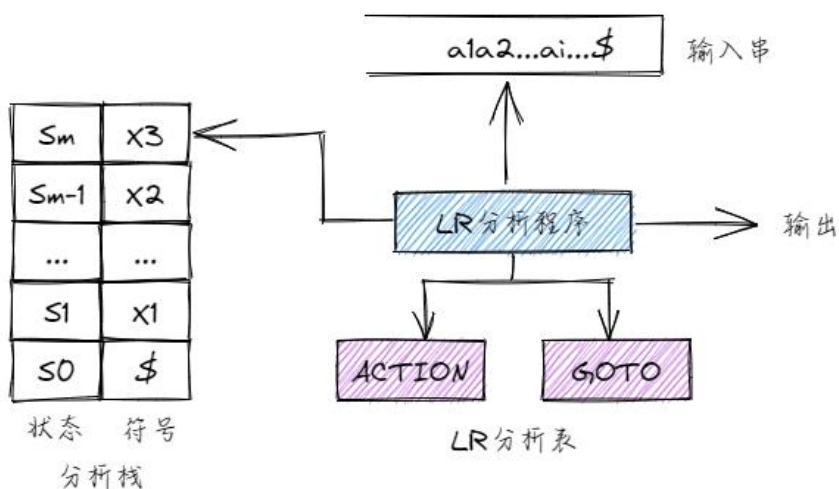 a1a2...ai...$ 输入串
Sm X3
Sm-1 X2
... ...
S1 X1
S0 $
状态 符号
分析栈
LR分析程序
输出
ACTION GOTO
LR分析表